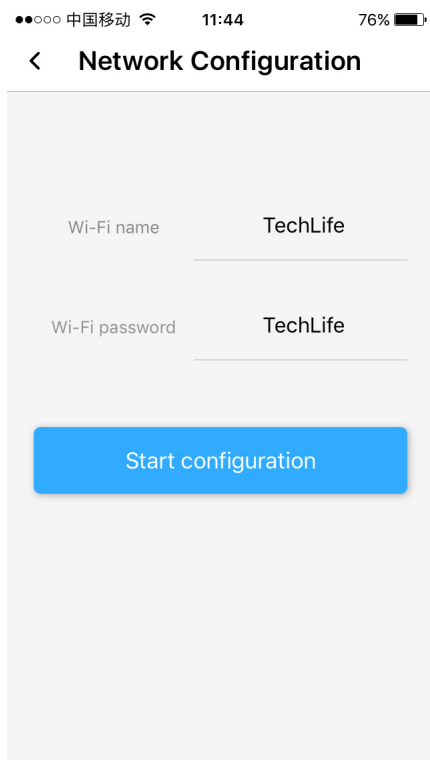 中国移动 11:44 76%
Network Configuration
Wi-Fi name TechLife
Wi-Fi password TechLife
Start configuration